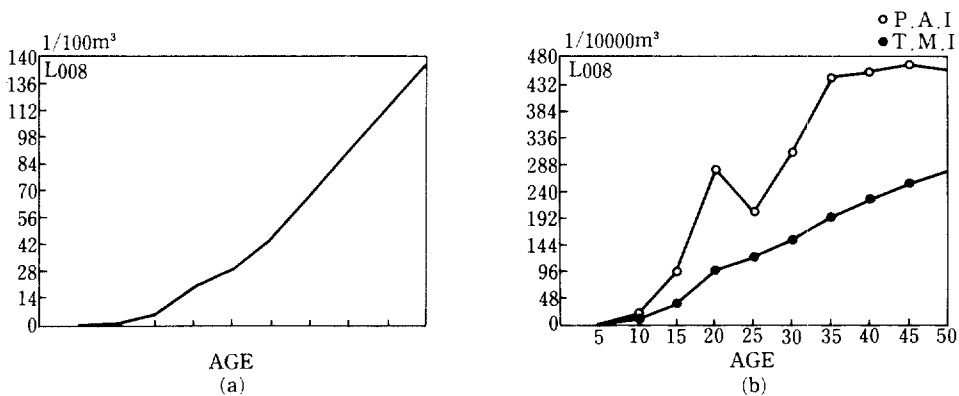 1/100m³
140
136
112
98
84
70
56
42
28
14
0
L008
AGE
(a)
○ P.A.I
● T.M.I
1/10000m³
480
432
384
336
288
240
192
144
96
48
0
L008
5 10 15 20 25 30 35 40 45 50
AGE
(b)